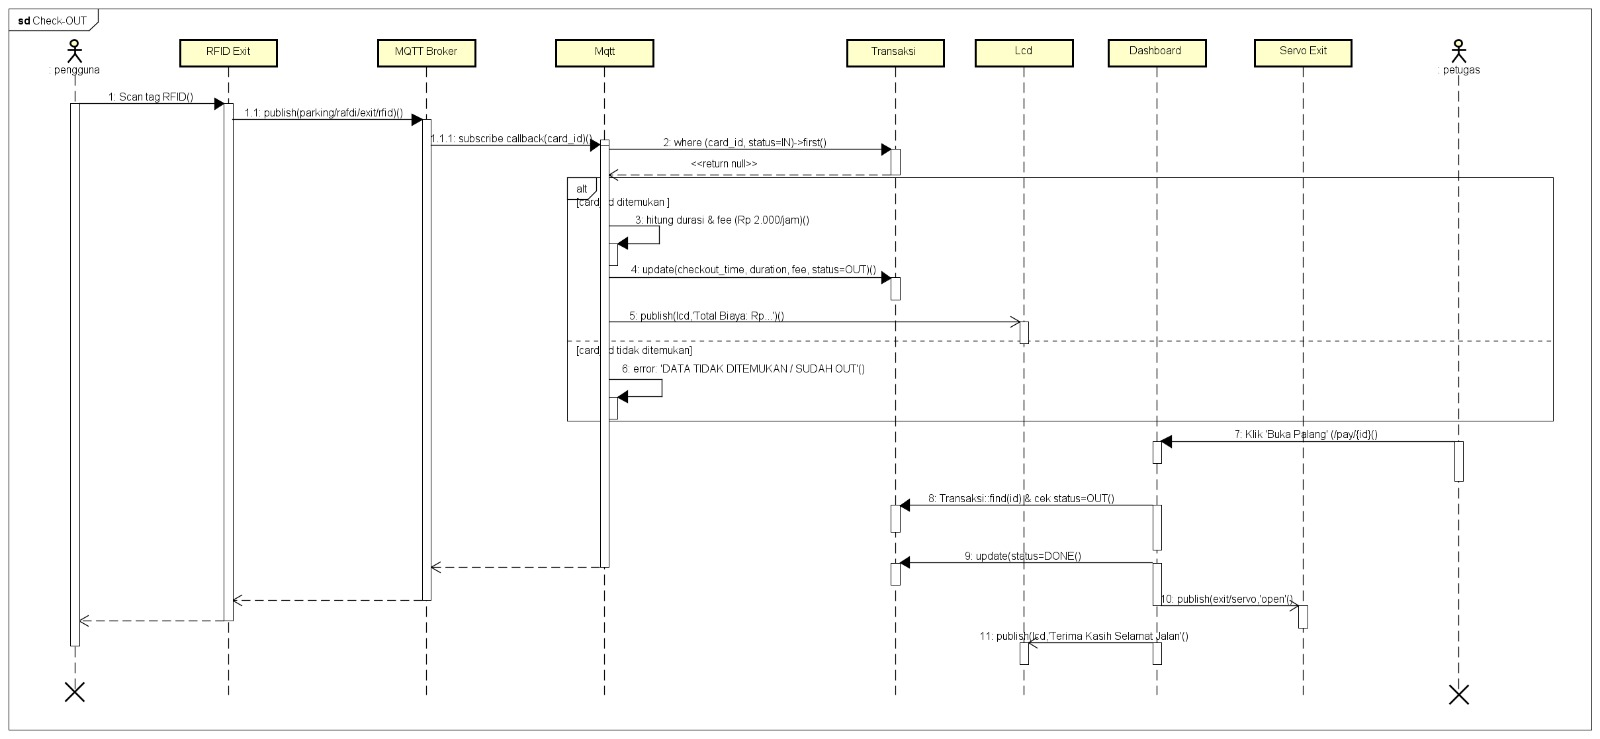 sd Check-OUT
: pengguna
RFID Exit
MQTT Broker
Mqtt
Transaksi
Lcd
Dashboard
Servo Exit
: petugas
1: Scan tag RFID()
1.1: publish(parking/rafdi/exit/rfid)()
1.1.1: subscribe callback(card_id)()
2: where (card_id, status=IN)->first()
<<return null>>
alt
[card_id ditemukan ]
3: hitung durasi & fee (Rp 2.000/jam)()
4: update(checkout_time, duration, fee, status=OUT)()
5: publish(lcd,'Total Biaya: Rp...')()
[card_id tidak ditemukan]
6: error: 'DATA TIDAK DITEMUKAN / SUDAH OUT'()
7: Klik 'Buka Palang' (/pay/{id}()
8: Transaksi::find(id) & cek status=OUT()
9: update(status=DONE()
10: publish(exit/servo,'open')()
11: publish(lcd,'Terima Kasih Selamat Jalan'()